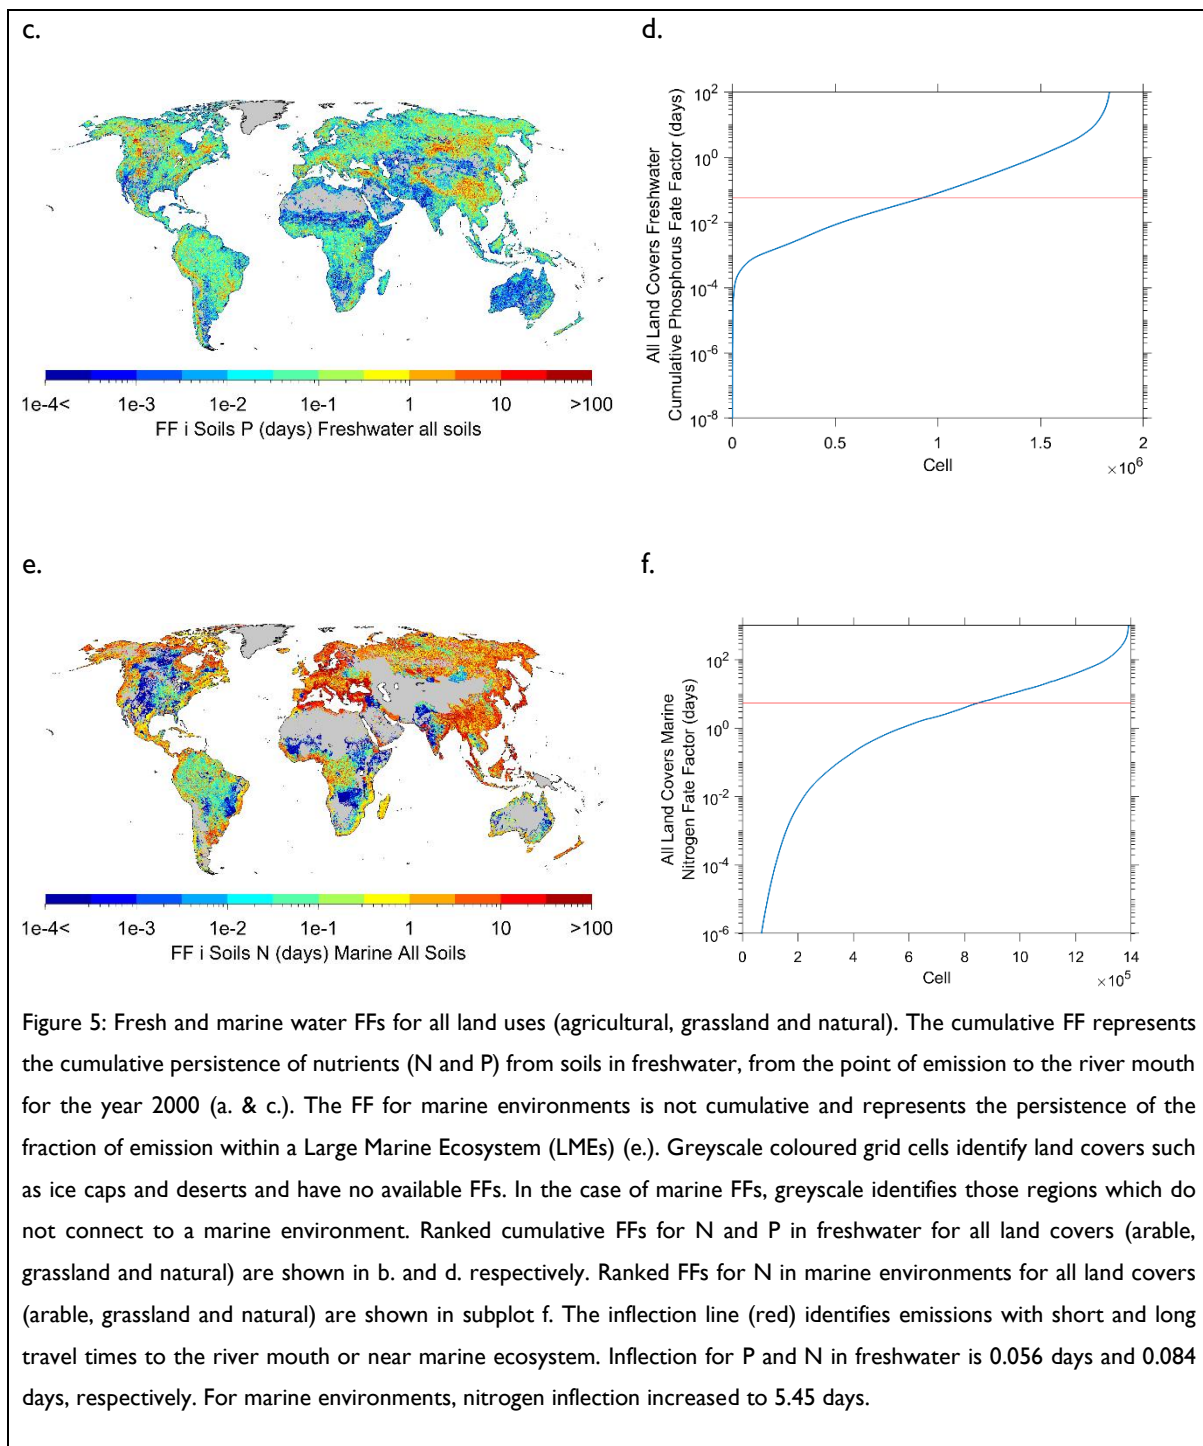 c.
d.
10^2
10^0
10^-2
10^-4
10^-6
10^-8
All Land Covers Freshwater
Cumulative Phosphorus Fate Factor (days)
0 0.5 1 1.5 2
Cell
×10^6
1e-4< 1e-3 1e-2 1e-1 1 10 >100
FF i Soils P (days) Freshwater all soils
e.
f.
10^2
10^0
10^-2
10^-4
10^-6
All Land Covers Marine
Nitrogen Fate Factor (days)
0 2 4 6 8 10 12 14
Cell
×10^5
1e-4< 1e-3 1e-2 1e-1 1 10 >100
FF i Soils N (days) Marine All Soils
Figure 5: Fresh and marine water FFs for all land uses (agricultural, grassland and natural). The cumulative FF represents
the cumulative persistence of nutrients (N and P) from soils in freshwater, from the point of emission to the river mouth
for the year 2000 (a. & c.). The FF for marine environments is not cumulative and represents the persistence of the
fraction of emission within a Large Marine Ecosystem (LMEs) (e.). Greyscale coloured grid cells identify land covers such
as ice caps and deserts and have no available FFs. In the case of marine FFs, greyscale identifies those regions which do
not connect to a marine environment. Ranked cumulative FFs for N and P in freshwater for all land covers (arable,
grassland and natural) are shown in b. and d. respectively. Ranked FFs for N in marine environments for all land covers
(arable, grassland and natural) are shown in subplot f. The inflection line (red) identifies emissions with short and long
travel times to the river mouth or near marine ecosystem. Inflection for P and N in freshwater is 0.056 days and 0.084
days, respectively. For marine environments, nitrogen inflection increased to 5.45 days.